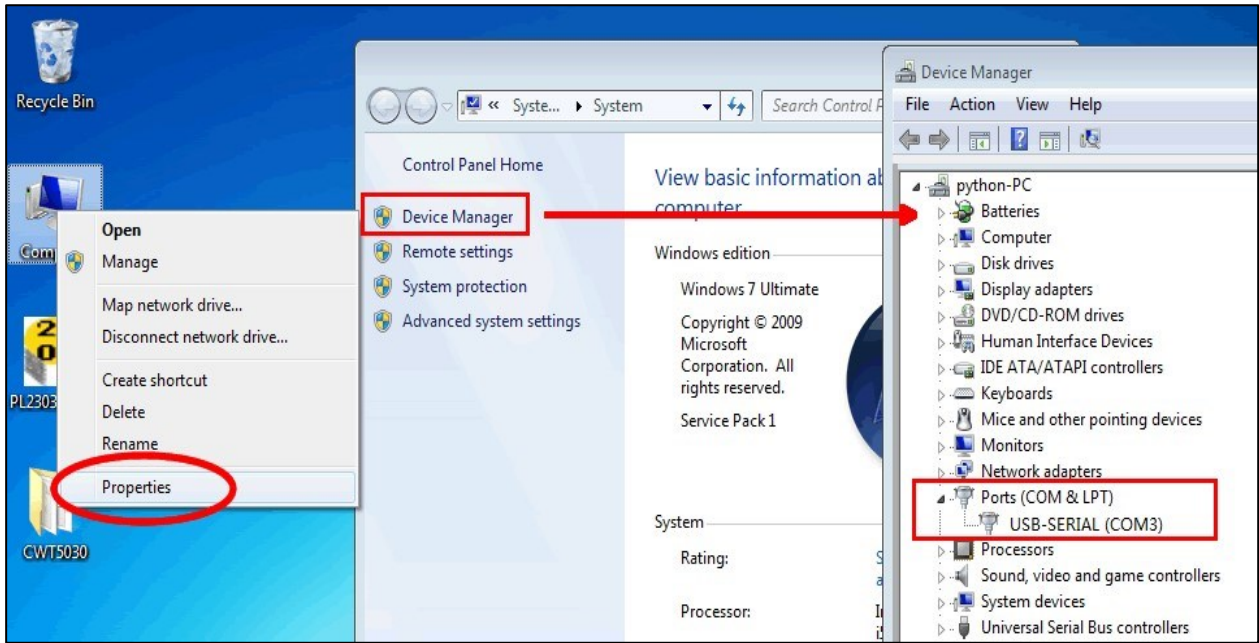 Recycle Bin
Open
Manage
Map network drive...
Disconnect network drive...
Create shortcut
Delete
Rename
Properties
2
0
PL2303
CWT5030
Syste... System
Search Control
Control Panel Home
Device Manager
Remote settings
System protection
Advanced system settings
View basic information
computer
Windows edition
Windows 7 Ultimate
Copyright © 2009
Microsoft
Corporation. All
rights reserved.
Service Pack 1
System
Rating:
Processor:
Device Manager
File Action View Help
python-PC
Batteries
Computer
Disk drives
Display adapters
DVD/CD-ROM drives
Human Interface Devices
IDE ATA/ATAPI controllers
Keyboards
Mice and other pointing devices
Monitors
Network adapters
Ports (COM & LPT)
USB-SERIAL (COM3)
Processors
Sound, video and game controllers
System devices
Universal Serial Bus controllers